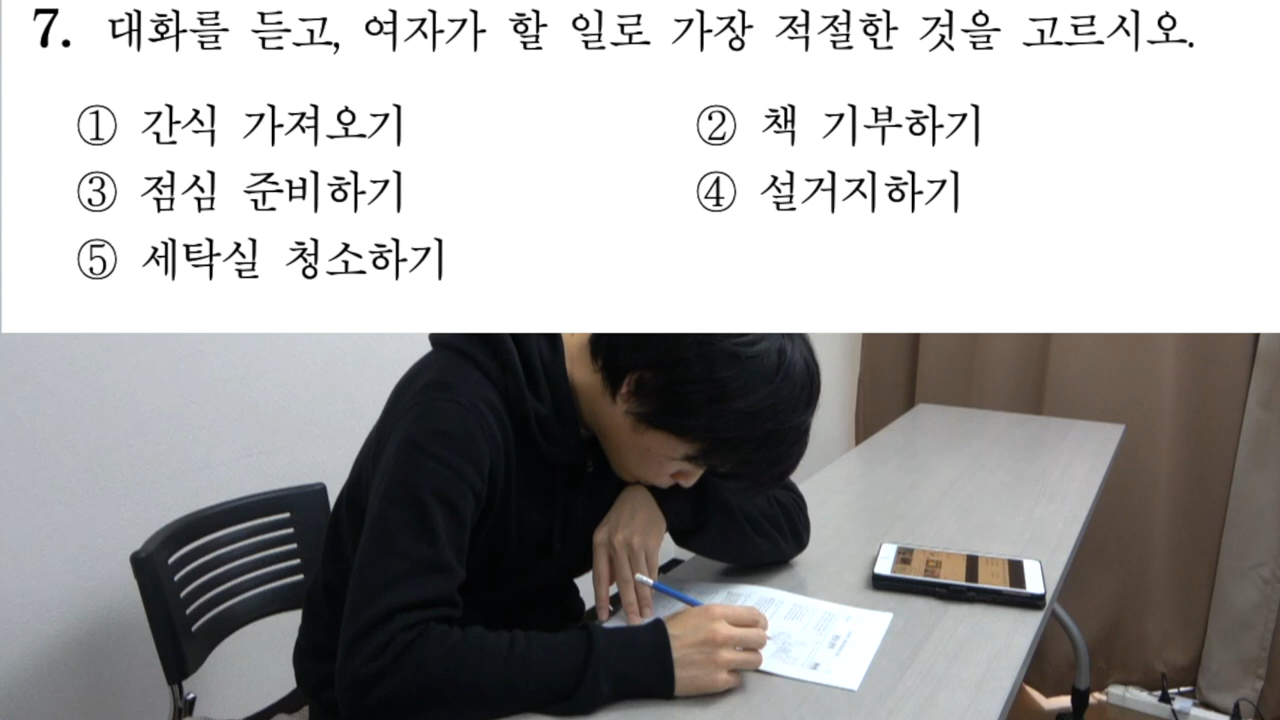 7. 대화를 듣고, 여자가 할 일로 가장 적절한 것을 고르시오.
① 간식 가져오기 ② 책 기부하기
③ 점심 준비하기 ④ 설거지하기
⑤ 세탁실 청소하기